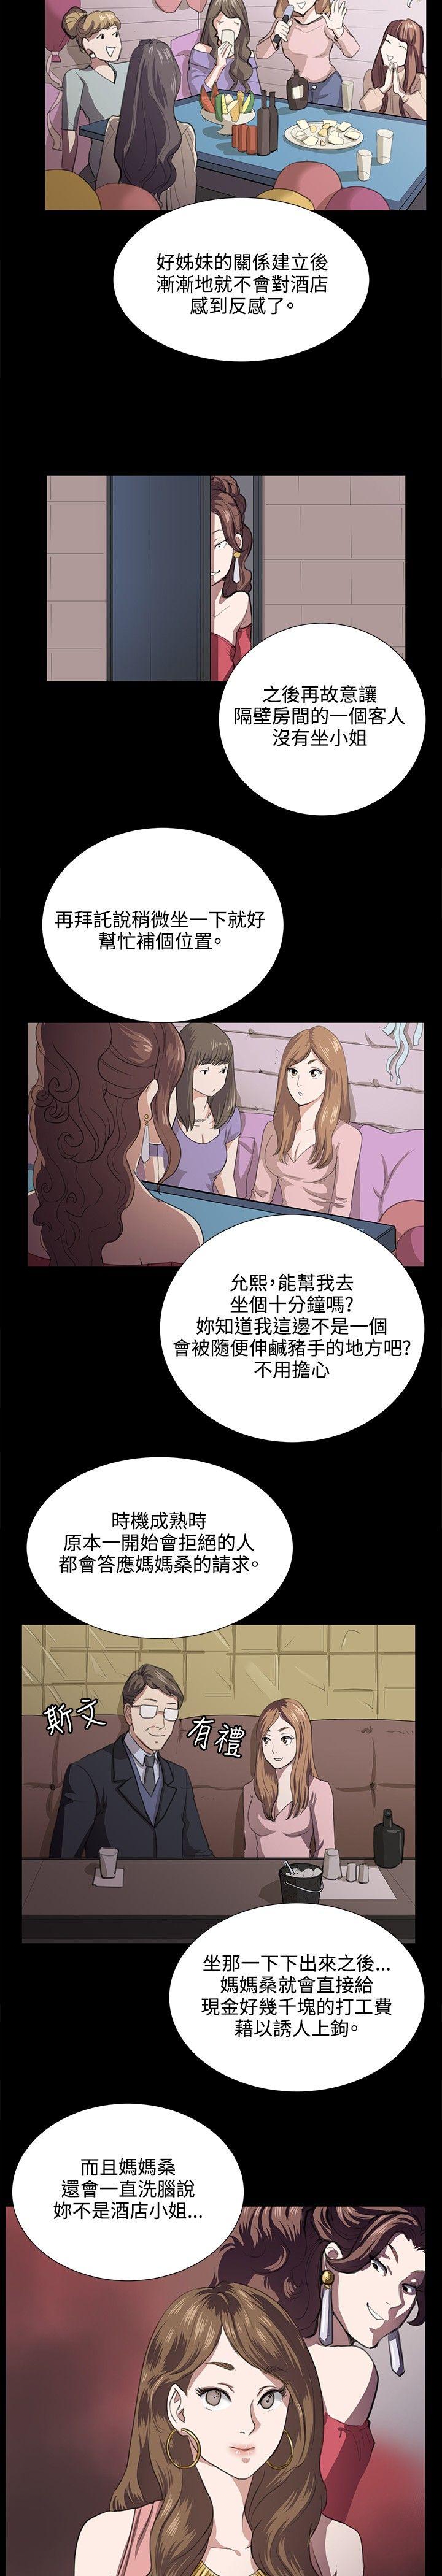 好姊妹的關係建立後
漸漸地就不會對酒店
感到反感了。
之後再故意讓
隔壁房間的一個客人
沒有坐小姐
再拜託說稍微坐一下就好
幫忙補個位置。
允熙，能幫我去
坐個十分鐘嗎？
妳知道我這邊不是一個
會被隨便伸鹹豬手的地方吧？
不用擔心
時機成熟時
原本一開始會拒絕的人
都會答應媽媽桑的請求。
斯文
有禮
坐那一下下出來之後...
媽媽桑就會直接給
現金好幾千塊的打工費
藉以誘人上鉤。
而且媽媽桑
還會一直洗腦說
妳不是酒店小姐...